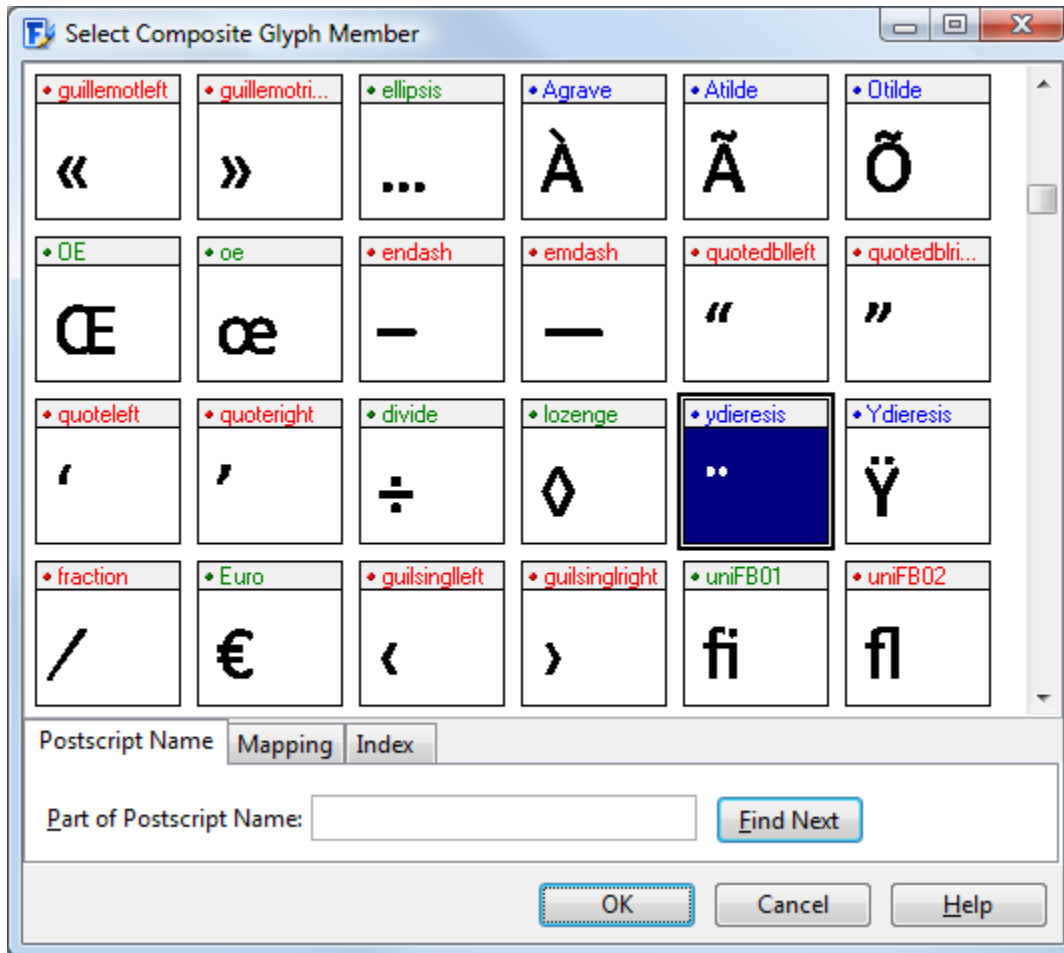 Select Composite Glyph Member
• guillemotleft • guillemotri... • ellipsis • Agrave • Atilde • Otilde
« » … À Ã Õ
• OE • oe • endash • emdash • quotedblleft • quotedblri...
Œ œ – — “ ”
• quoteleft • quoteright • divide • lozenge • ydieresis • Ydieresis
‘ ’ ÷ ◊ ¨ Ÿ
• fraction • Euro • guilsinglleft • guilsinglright • uniFB01 • uniFB02
⁄ € ‹ › fi fl
Postscript Name Mapping Index
Part of Postscript Name: Find Next
OK Cancel Help